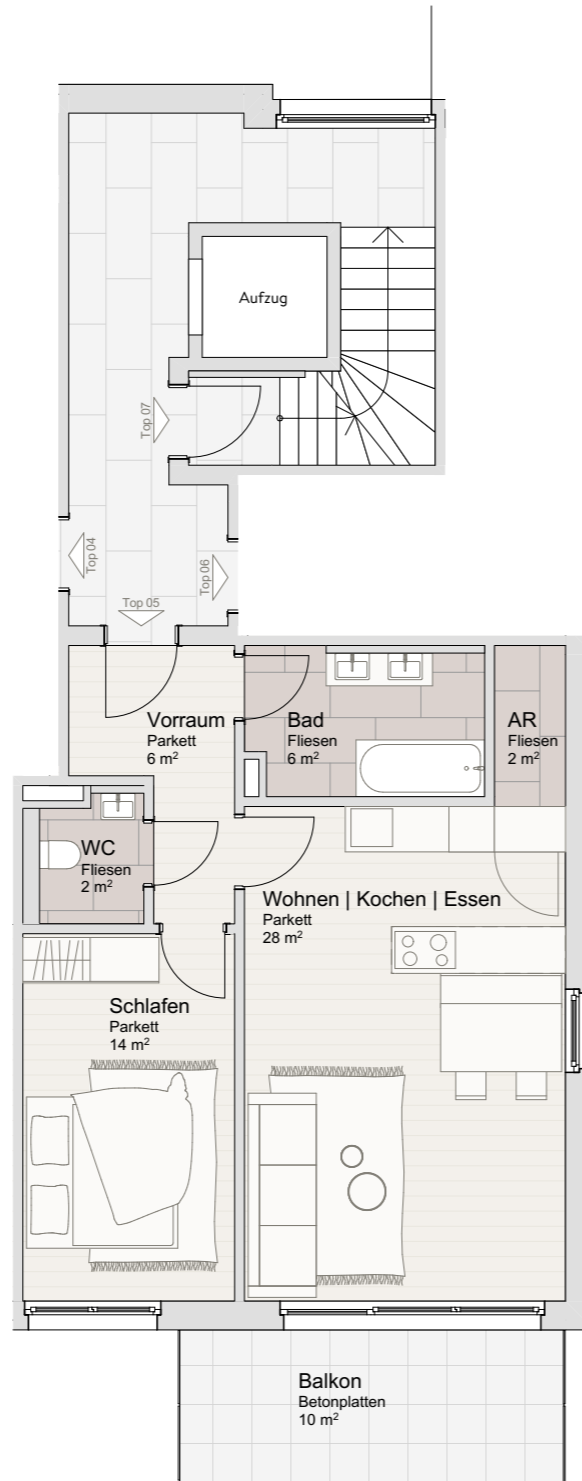 Aufzug
Top 07
Top 04
Top 06
Top 05
Vorraum
Parkett
6 m²
Bad
Fliesen
6 m²
AR
Fliesen
2 m²
WC
Fliesen
2 m²
Wohnen | Kochen | Essen
Parkett
28 m²
Schlafen
Parkett
14 m²
Balkon
Betonplatten
10 m²